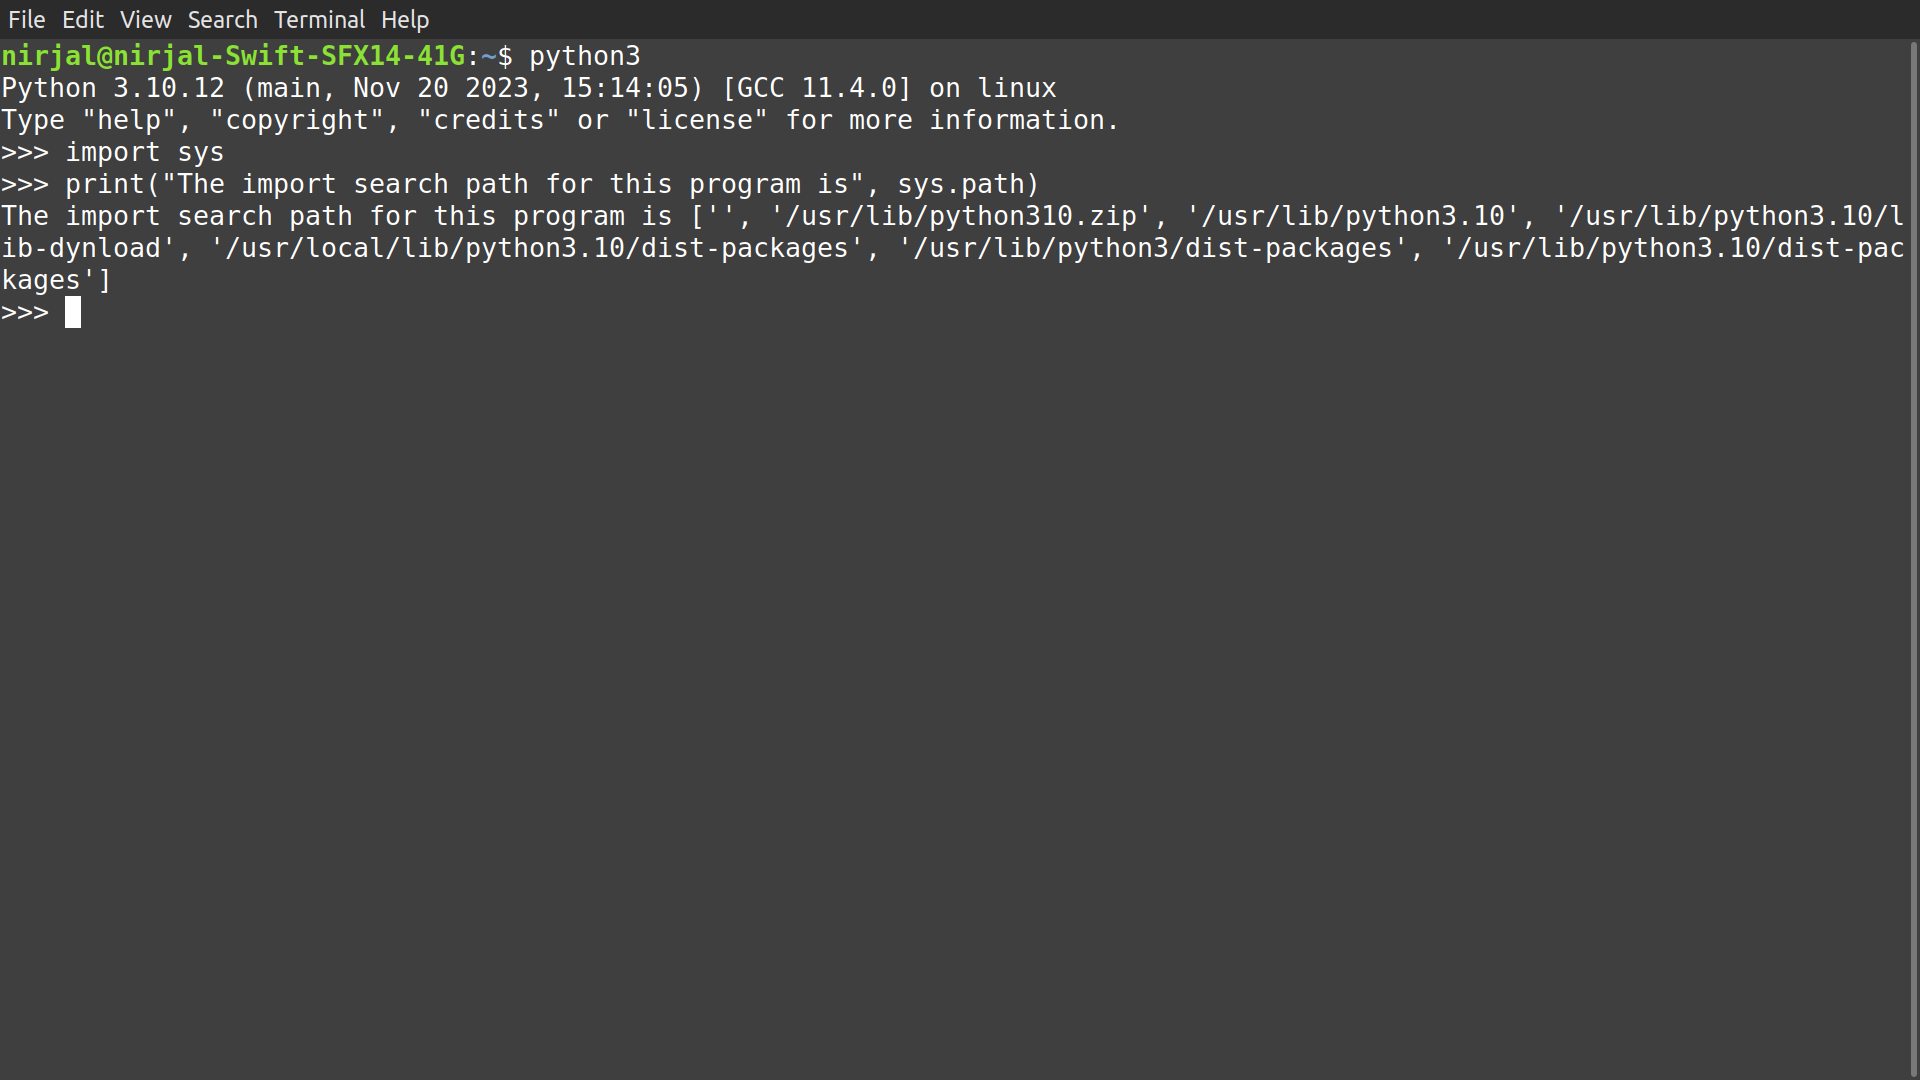 File Edit View Search Terminal Help
nirjal@nirjal-Swift-SFX14-41G:~$ python3
Python 3.10.12 (main, Nov 20 2023, 15:14:05) [GCC 11.4.0] on linux
Type "help", "copyright", "credits" or "license" for more information.
>>> import sys
>>> print("The import search path for this program is", sys.path)
The import search path for this program is ['', '/usr/lib/python310.zip', '/usr/lib/python3.10', '/usr/lib/python3.10/l
ib-dynload', '/usr/local/lib/python3.10/dist-packages', '/usr/lib/python3/dist-packages', '/usr/lib/python3.10/dist-pac
kages']
>>>